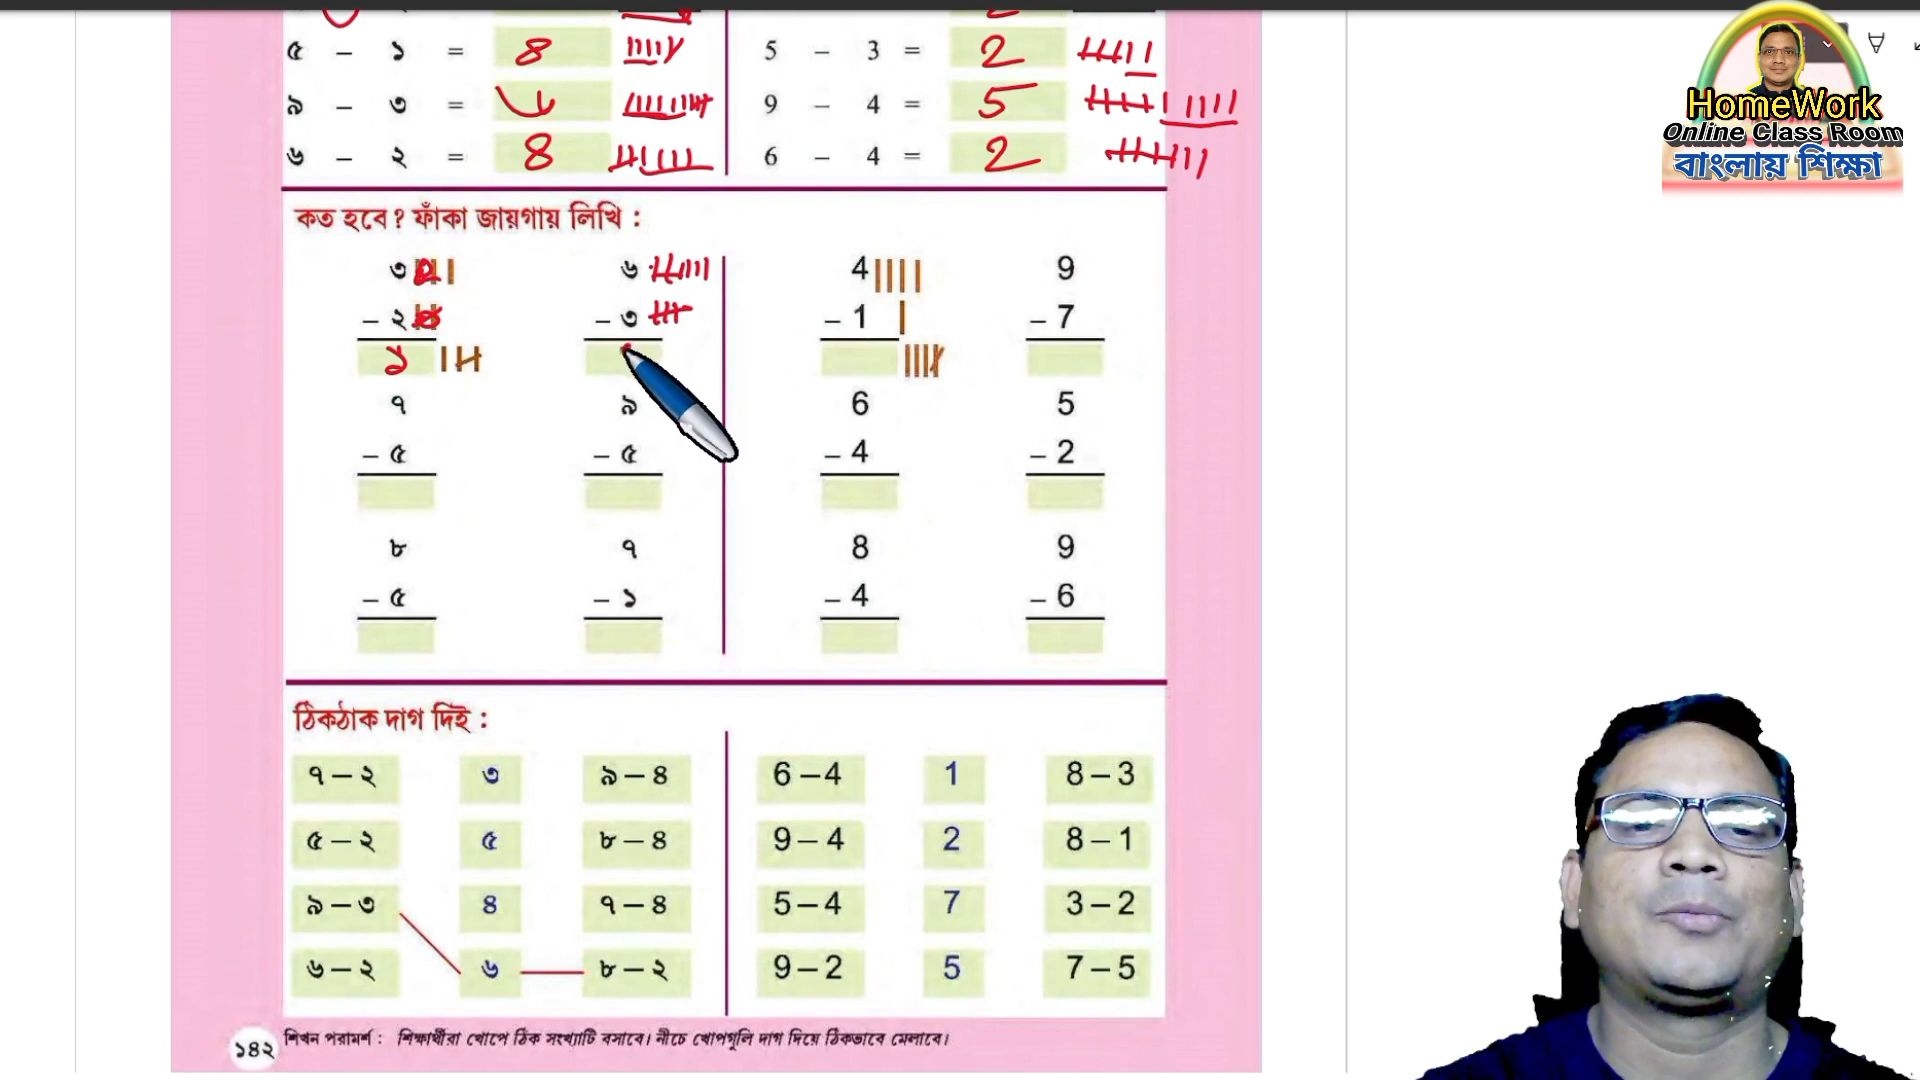 ৫ – ১ = ৪
5 – 3 = 2
৯ – ৩ = ৬
9 – 4 = 5
৬ – ২ = ৪
6 – 4 = 2
HomeWork
Online Class Room
বাংলায় শিক্ষা
কত হবে? ফাঁকা জায়গায় লিখি :
৩ ৬ 4 9
– ২ – ৩ – 1 – 7
১
৭ ৯ 6 5
– ৫ – ৫ – 4 – 2
৮ ৭ 8 9
– ৫ – ১ – 4 – 6
ঠিকঠাক দাগ দিই :
৭ – ২ ৩ ৯ – ৪ 6 – 4 1 8 – 3
৫ – ২ ৫ ৮ – ৪ 9 – 4 2 8 – 1
৯ – ৩ ৪ ৭ – ৪ 5 – 4 7 3 – 2
৬ – ২ ৬ ৮ – ২ 9 – 2 5 7 – 5
১৪২
শিখন পরামর্শ : শিক্ষার্থীরা খোপে ঠিক সংখ্যাটি বসাবে। নীচে খোপগুলি দাগ দিয়ে ঠিকভাবে মেলাবে।